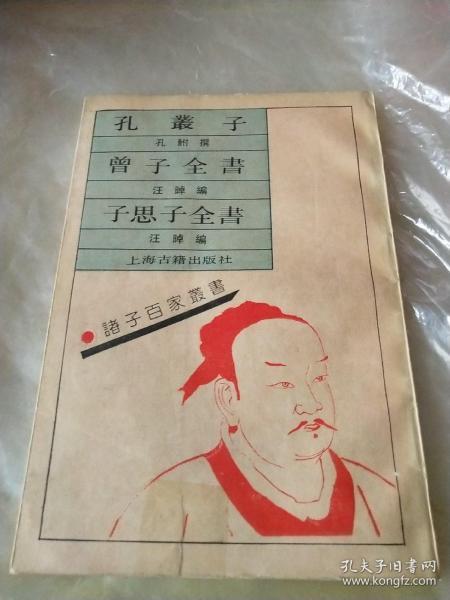 孔叢子
孔鮒撰
曾子全書
汪晫編
子思子全書
汪晫編
上海古籍出版社
諸子百家叢書
孔夫子旧书网
www.kongfz.com